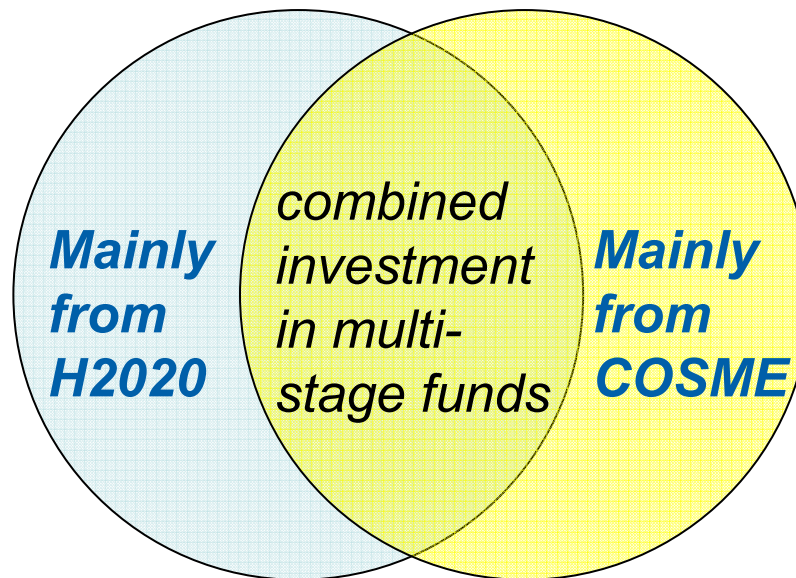 Mainly
from
H2020
combined
investment
in multi-
stage funds
Mainly
from
COSME